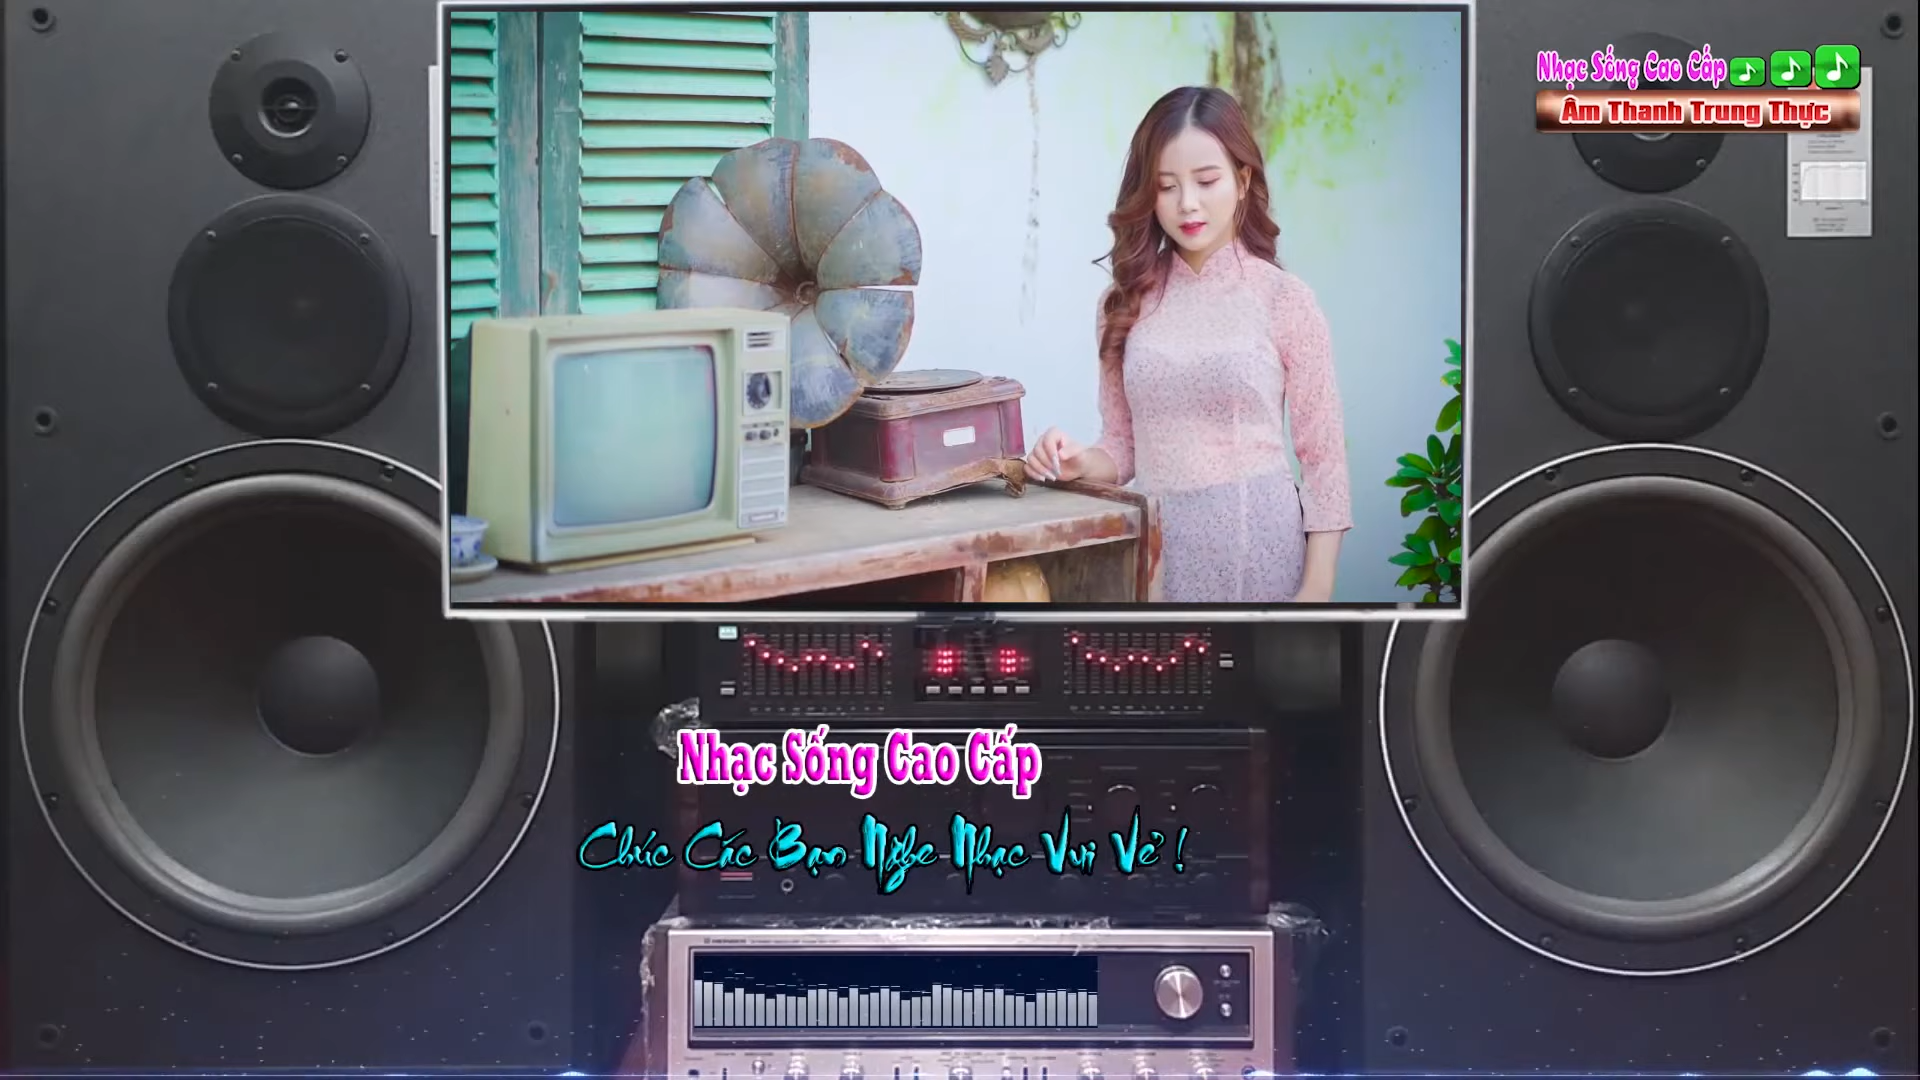 Nhạc Sống Cao Cấp
Âm Thanh Trung Thực
Nhạc Sống Cao Cấp
Chúc Các Bạn Nghe Nhạc Vui Vẻ !